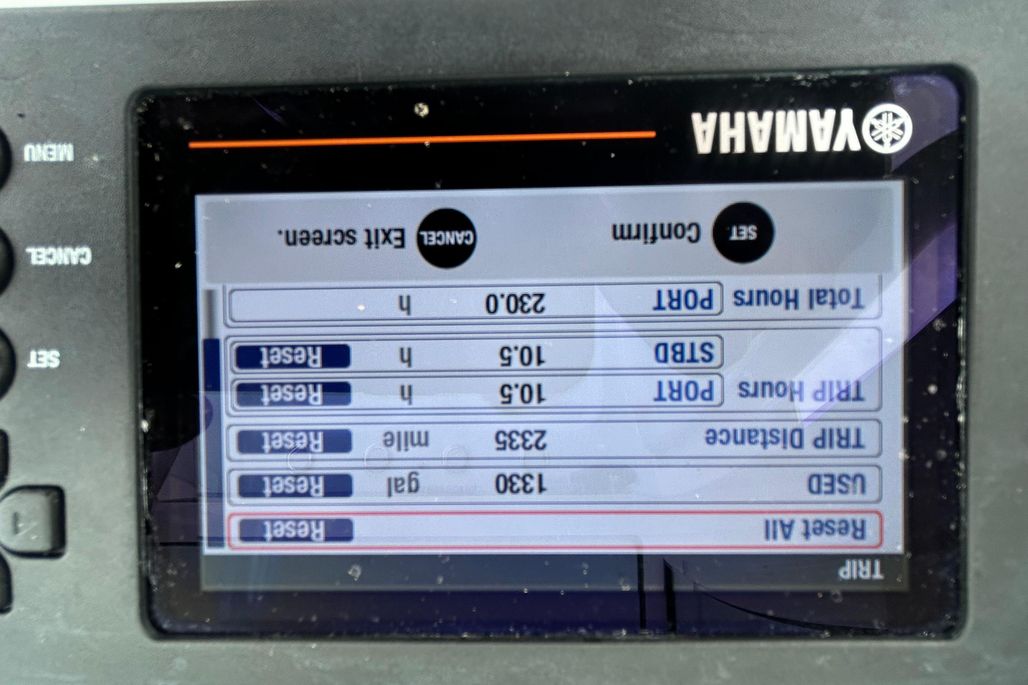 TRIP
Reset All Reset
USED 1330 gal Reset
TRIP Distance 2335 mile Reset
TRIP Hours PORT 10.5 h Reset
STBD 10.5 h Reset
Total Hours PORT 230.0 h
SET Confirm CANCEL Exit screen.
YAMAHA
SET
CANCEL
MENU